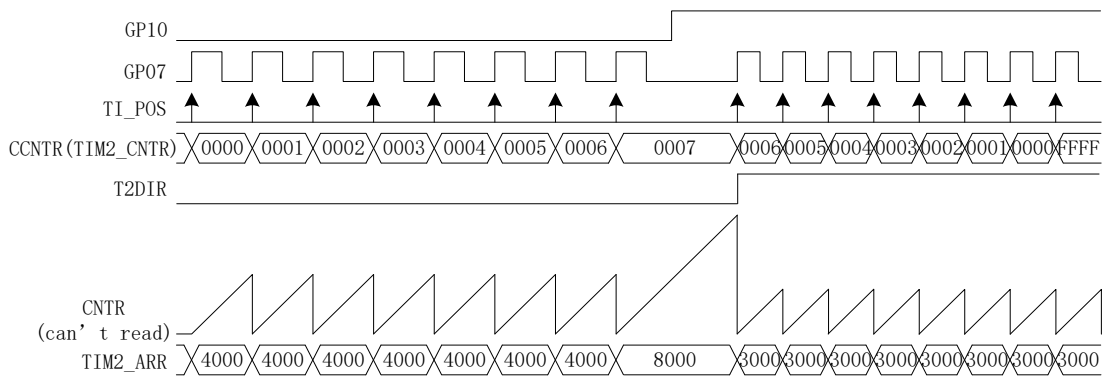 GP10
GP07
TI_POS
CCNTR(TIM2_CNTR) 0000 0001 0002 0003 0004 0005 0006 0007 0006 0005 0004 0003 0002 0001 0000 FFFF
T2DIR
CNTR
(can't read)
TIM2_ARR 4000 4000 4000 4000 4000 4000 4000 8000 3000 3000 3000 3000 3000 3000 3000 3000